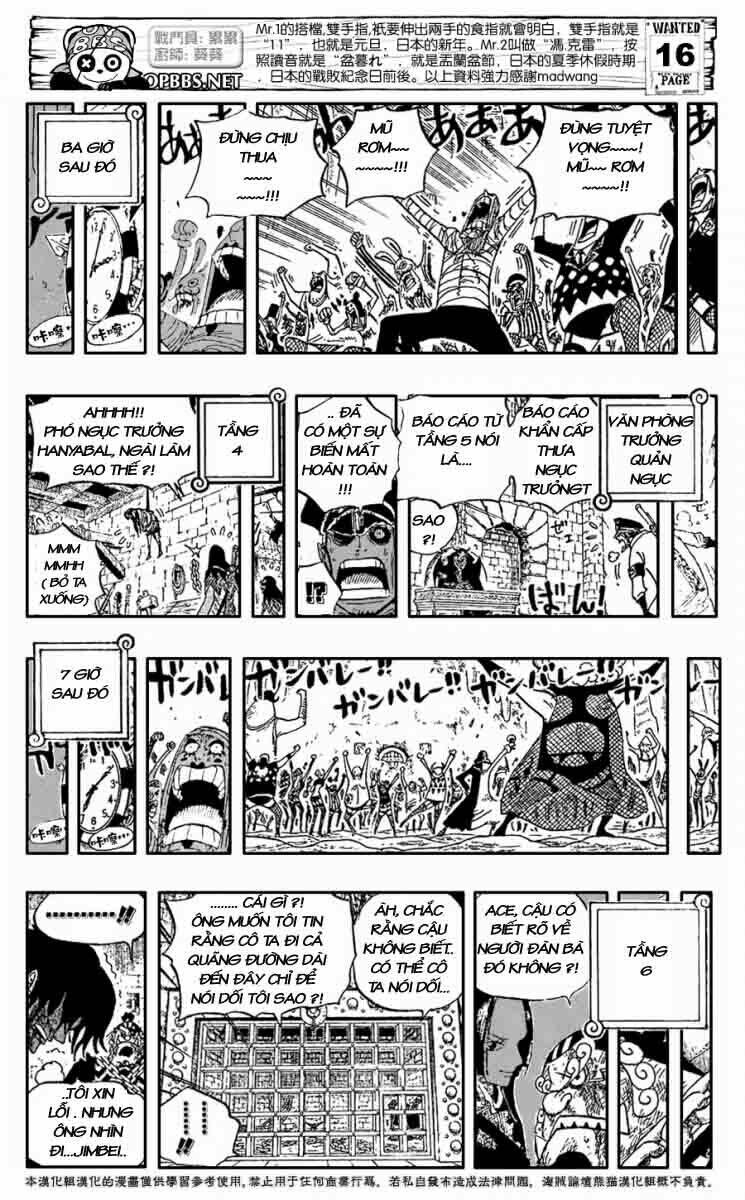 Mr.1的搭檔,雙手指,衹要伸出兩手的食指就會明白，雙手指就是
"11"，也就是元旦，日本的新年。Mr.2叫做"馮.克雷"，按
照讀音就是"盆暮れ"，就是盂蘭盆節，日本的夏季休假時期
，日本的戰敗紀念日前後。以上資料強力感謝madwang
OPBBS.NET
WANTED
16
PAGE
ĐỪNG TUYỆT
VỌNG~~~!
MŨ~~ RƠM
~~~!!
MŨ
RƠM~~
~~~~!!!
ĐỪNG CHỊU
THUA
~~~
~~~!!!
BA GIỜ
SAU ĐÓ
咔嚓…
VĂN PHÒNG
TRƯỞNG
QUẢN
NGỤC
BÁO CÁO
KHẨN CẤP
THƯA
NGỤC
TRƯỞNGT
BÁO CÁO TỪ
TẦNG 5 NÓI
LÀ....
SAO
?!
ばん!
.. ĐÃ
CÓ MỘT SỰ
BIẾN MẤT
HOÀN TOÀN
!!!
!?
TẦNG
4
AHHHH!!
PHÓ NGỤC TRƯỞNG
HANYABAL, NGÀI LÀM
SAO THẾ ?!
MMM
MMHH
( BỎ TA
XUỐNG)
ガンバレー!!
ガンバレー!!
ガンバレー!!
7 GIỜ
SAU ĐÓ
咔嚓…
TẦNG
6
ACE, CẬU CÓ
BIẾT RÕ VỀ
NGƯỜI ĐÀN BÀ
ĐÓ KHÔNG ?!
ÀH, CHẮC
RẰNG CẬU
KHÔNG BIẾT..
CÓ THỂ CÔ
TA NÓI DỐI...
........ CÁI GÌ ?!
ÔNG MUỐN TÔI TIN
RẰNG CÔ TA ĐI CẢ
QUÃNG ĐƯỜNG DÀI
ĐẾN ĐÂY CHỈ ĐỂ
NÓI DỐI TÔI SAO ?!
..TÔI XIN
LỖI . NHƯNG
ÔNG NHÌN
ĐI...JIMBEI..
本漢化組漢化的漫畫僅供學習參考使用,禁止用于任何商業行爲，若私自發布造成法律問題，海賊論壇熊猫漢化組概不負責。